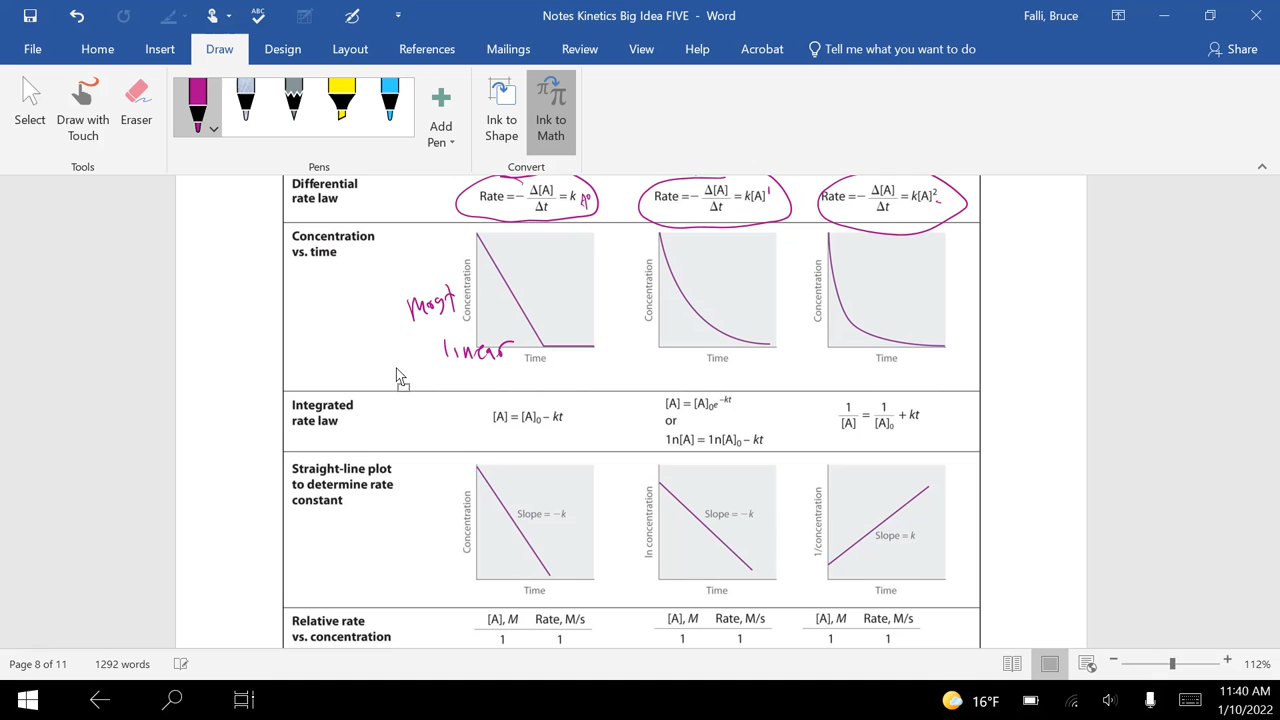 Notes Kinetics Big Idea FIVE - Word
Falli, Bruce
File Home Insert Draw Design Layout References Mailings Review View Help Acrobat Tell me what you want to do Share
Select
Draw with Touch
Eraser
Add Pen
Ink to Shape
Ink to Math
Tools
Pens
Convert
Differential rate law
Rate = − Δ[A]/Δt = k A⁰
Rate = − Δ[A]/Δt = k[A]¹
Rate = − Δ[A]/Δt = k[A]²
Concentration vs. time
Concentration
Time
Concentration
Time
Concentration
Time
most
linear
Integrated rate law
[A] = [A]₀ − kt
[A] = [A]₀e⁻ᵏᵗ
or
1n[A] = 1n[A]₀ − kt
1/[A] = 1/[A]₀ + kt
Straight-line plot to determine rate constant
Concentration
Slope = −k
Time
ln concentration
Slope = −k
Time
1/concentration
Slope = k
Time
Relative rate vs. concentration
[A], M Rate, M/s
1 1
[A], M Rate, M/s
1 1
[A], M Rate, M/s
1 1
Page 8 of 11 1292 words
112%
16°F
11:40 AM
1/10/2022